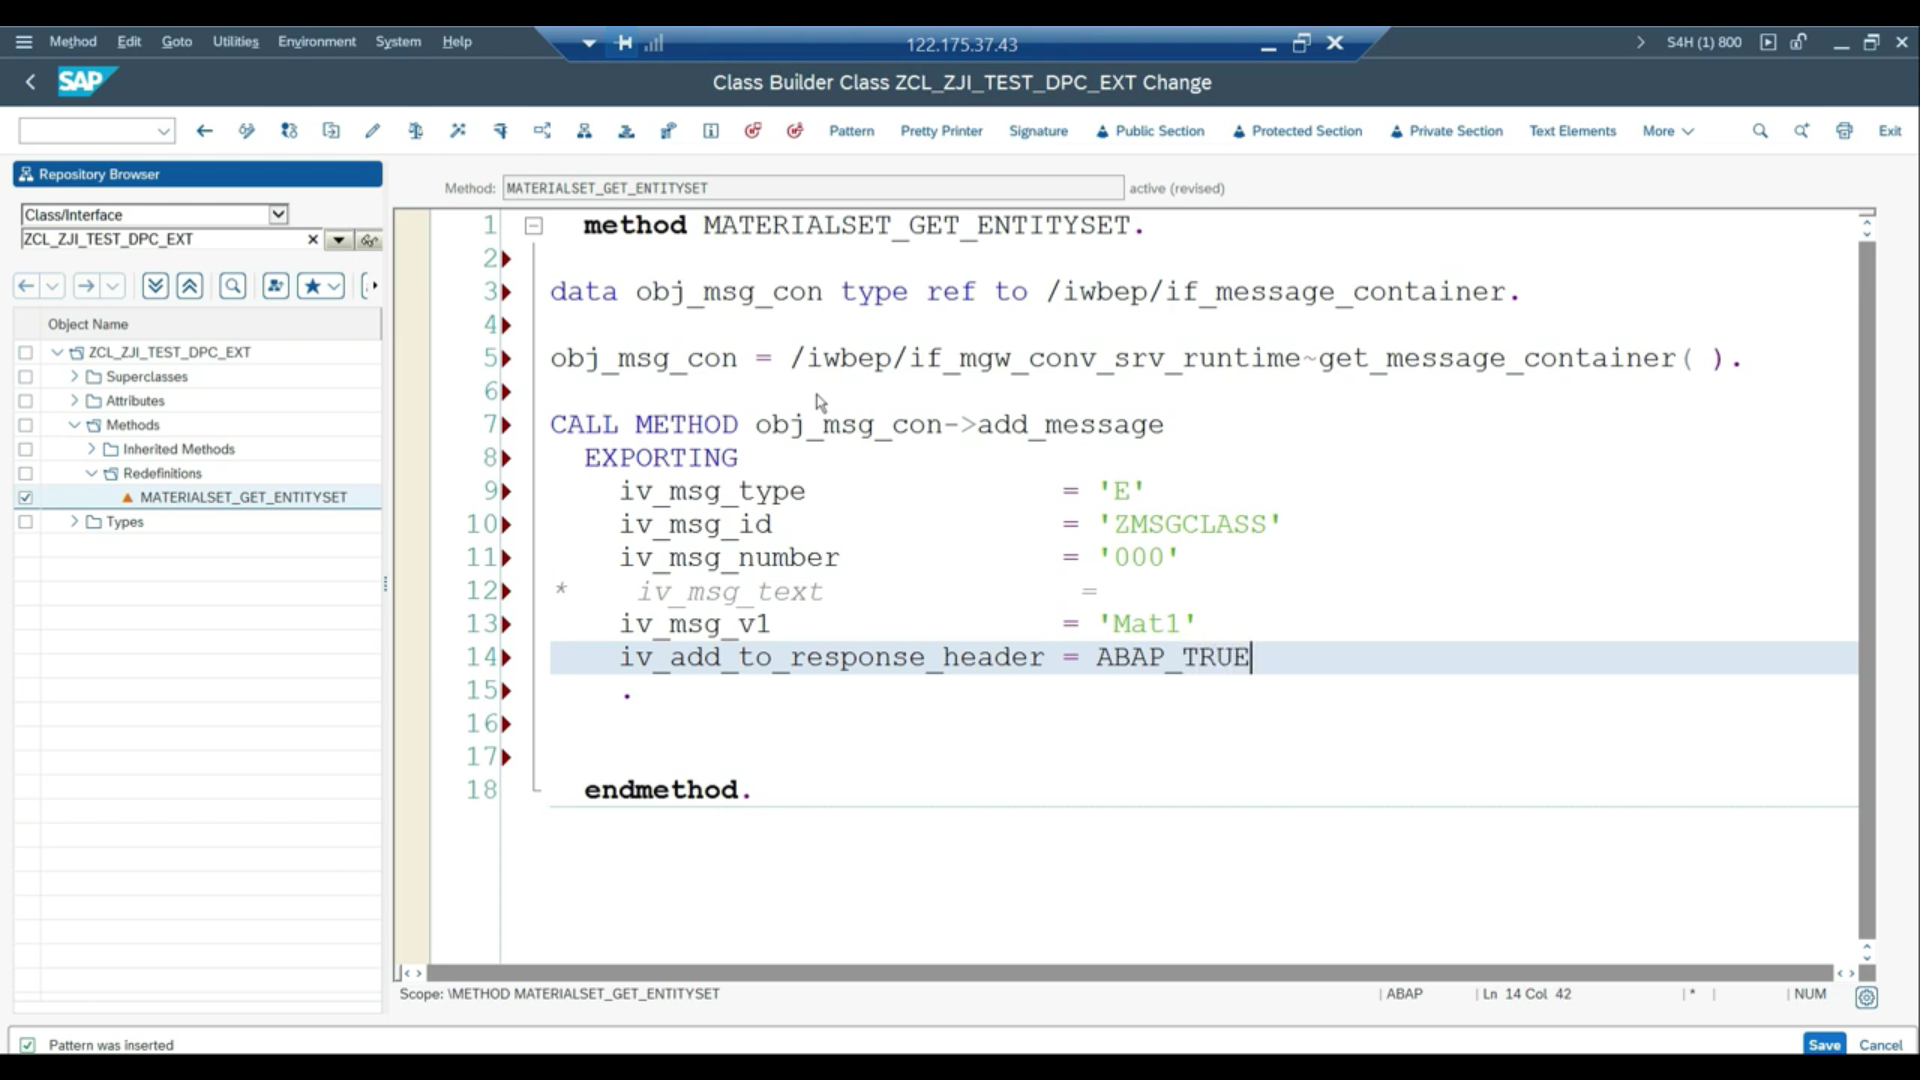 Method Edit Goto Utilities Environment System Help
122.175.37.43
S4H (1) 800
SAP
Class Builder Class ZCL_ZJI_TEST_DPC_EXT Change
Pattern Pretty Printer Signature Public Section Protected Section Private Section Text Elements More Exit
Repository Browser
Class/Interface
ZCL_ZJI_TEST_DPC_EXT
Object Name
ZCL_ZJI_TEST_DPC_EXT
Superclasses
Attributes
Methods
Inherited Methods
Redefinitions
MATERIALSET_GET_ENTITYSET
Types
Method: MATERIALSET_GET_ENTITYSET active (revised)
1 method MATERIALSET_GET_ENTITYSET.
2
3 data obj_msg_con type ref to /iwbep/if_message_container.
4
5 obj_msg_con = /iwbep/if_mgw_conv_srv_runtime~get_message_container( ).
6
7 CALL METHOD obj_msg_con->add_message
8 EXPORTING
9 iv_msg_type = 'E'
10 iv_msg_id = 'ZMSGCLASS'
11 iv_msg_number = '000'
12 * iv_msg_text =
13 iv_msg_v1 = 'Mat1'
14 iv_add_to_response_header = ABAP_TRUE
15 .
16
17
18 endmethod.
Scope: \METHOD MATERIALSET_GET_ENTITYSET
ABAP
Ln 14 Col 42
*
NUM
Pattern was inserted
Save Cancel